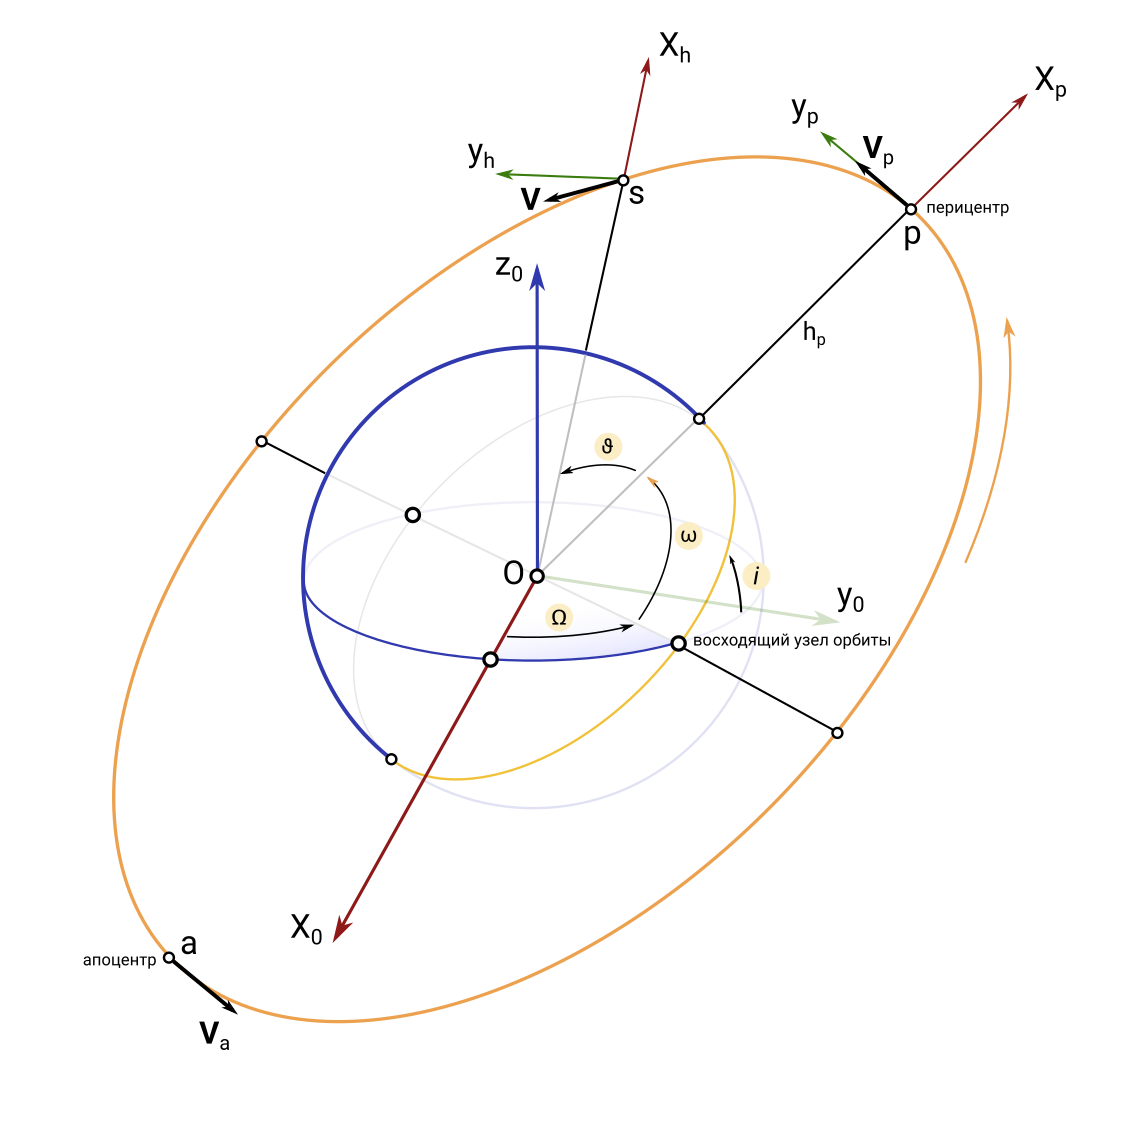 Xh
Xp
yp
Vp
yh
V
s
перицентр
p
z0
hp
ϑ
ω
O
i
Ω
y0
восходящий узел орбиты
X0
a
апоцентр
Va